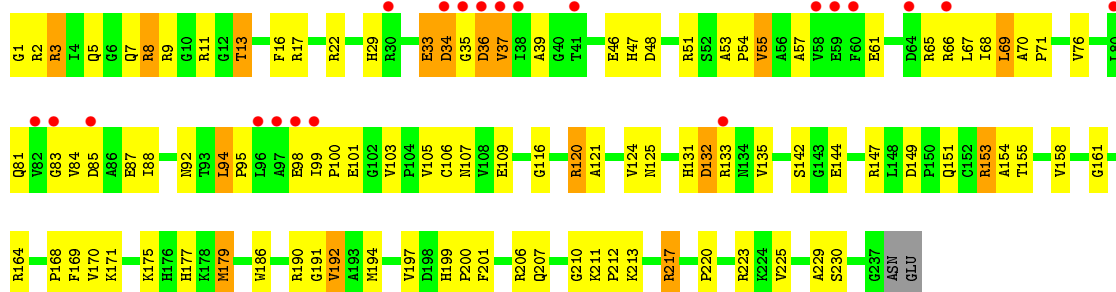 G1 R2 R3 I4 Q5 G6 Q7 R8 R9 G10 R11 G12 T13 F16 R17 R22 H29 R30 E33 D34 G35 D36 V37 I38 A39 G40 T41 E46 H47 D48 R51 S52 A53 P54 V55 A56 A57 V58 E59 F60 E61 D64 R65 R66 L67 I68 L69 A70 P71 V76 L80
Q81 V82 G83 V84 D85 A86 E87 I88 N92 T93 L94 P95 L96 A97 E98 I99 P100 E101 G102 V103 P104 V105 C106 N107 V108 E109 G116 R120 A121 V124 N125 H131 D132 R133 N134 V135 S142 G143 E144 R147 L148 D149 P150 Q151 C152 R153 A154 T155 V158 G161
R164 P168 F169 V170 K171 K175 H176 H177 K178 M179 W186 R190 G191 V192 A193 M194 V197 D198 H199 P200 F201 R206 Q207 G210 K211 P212 K213 R217 P220 R223 K224 V225 A229 S230 G237 ASN GLU